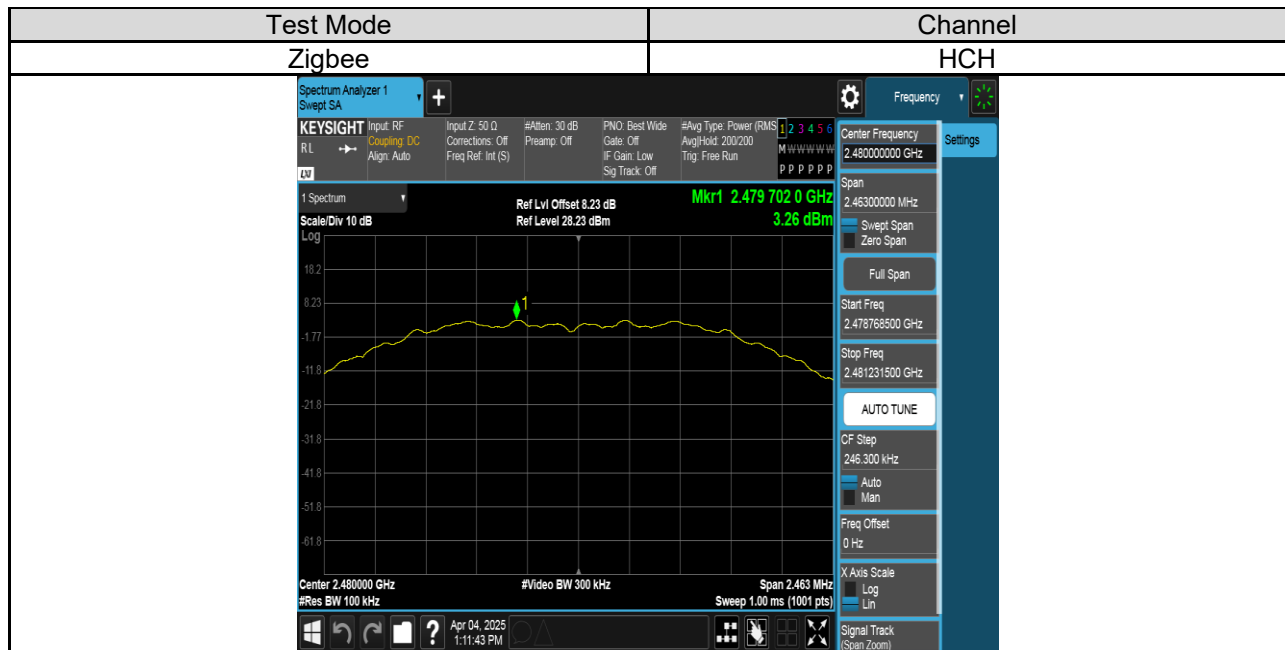 Test Mode
Channel
Zigbee
HCH
Spectrum Analyzer 1
Swept SA
+
Frequency
KEYSIGHT
RL
LXI
Input: RF
Coupling: DC
Align: Auto
Input Z: 50 Ω
Corrections: Off
Freq Ref: Int (S)
#Atten: 30 dB
Preamp: Off
PNO: Best Wide
Gate: Off
IF Gain: Low
Sig Track: Off
#Avg Type: Power (RMS
Avg|Hold: 200/200
Trig: Free Run
1 2 3 4 5 6
M W W W W W
P P P P P P
1 Spectrum
Scale/Div 10 dB
Log
Ref Lvl Offset 8.23 dB
Ref Level 28.23 dBm
Mkr1 2.479 702 0 GHz
3.26 dBm
18.2
8.23
-1.77
-11.8
-21.8
-31.8
-41.8
-51.8
-61.8
1
Center 2.480000 GHz
#Res BW 100 kHz
#Video BW 300 kHz
Span 2.463 MHz
Sweep 1.00 ms (1001 pts)
Center Frequency
2.480000000 GHz
Settings
Span
2.46300000 MHz
Swept Span
Zero Span
Full Span
Start Freq
2.478768500 GHz
Stop Freq
2.481231500 GHz
AUTO TUNE
CF Step
246.300 kHz
Auto
Man
Freq Offset
0 Hz
X Axis Scale
Log
Lin
Signal Track
(Span Zoom)
?
Apr 04, 2025
1:11:43 PM